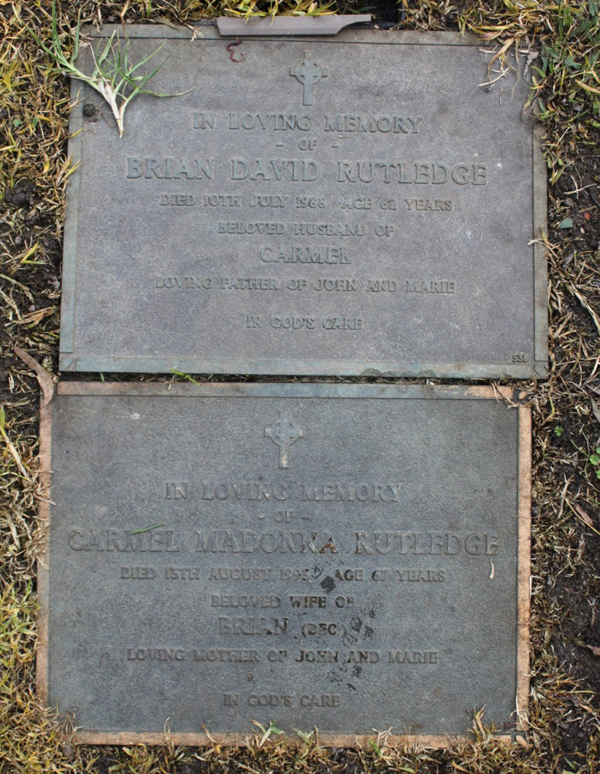 IN LOVING MEMORY
- OF -
BRIAN DAVID RUTLEDGE
DIED 10TH JULY 1988 AGE 62 YEARS
BELOVED HUSBAND OF
CARMEL
LOVING FATHER OF JOHN AND MARIE
IN GOD'S CARE
IN LOVING MEMORY
- OF -
CARMEL MADONNA RUTLEDGE
DIED 15TH AUGUST AGE 67 YEARS
BELOVED WIFE OF
BRIAN (DEC)
LOVING MOTHER OF JOHN AND MARIE
IN GOD'S CARE